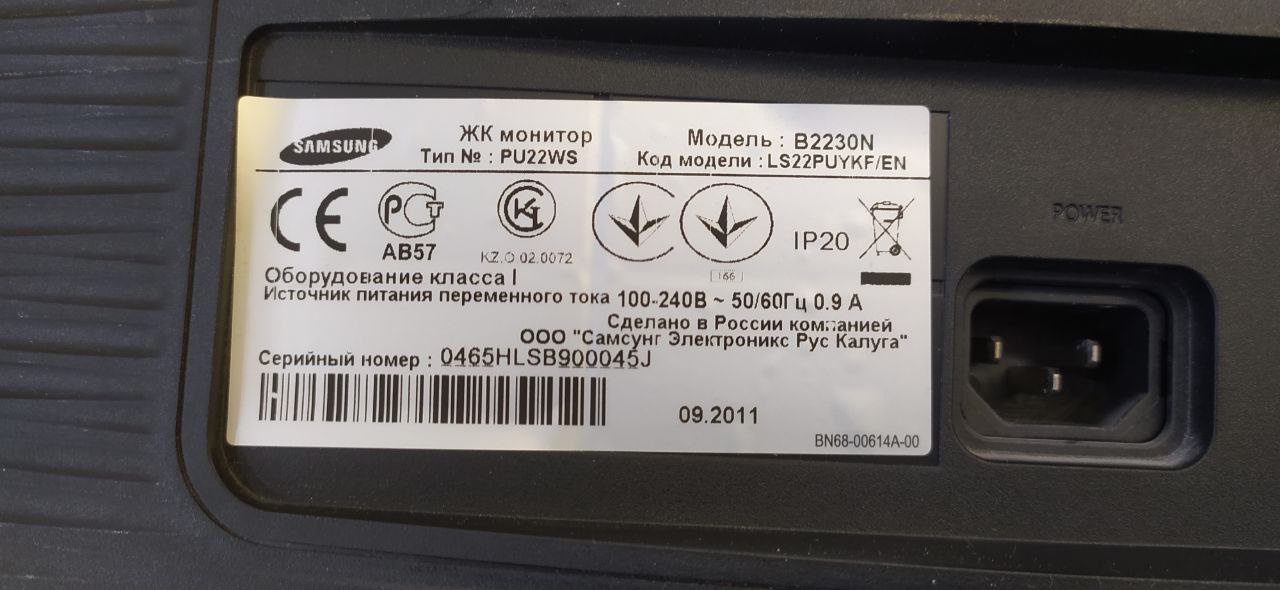 SAMSUNG
ЖК монитор
Модель : B2230N
Тип № : PU22WS
Код модели : LS22PUYKF/EN
CE
РСТ
АВ57
KZ.O 02.0072
166
IP20
Оборудование класса I
Источник питания переменного тока 100-240В ~ 50/60Гц 0.9 А
Сделано в России компанией
ООО "Самсунг Электроникс Рус Калуга"
Серийный номер : 0465HLSB900045J
09.2011
BN68-00614A-00
POWER